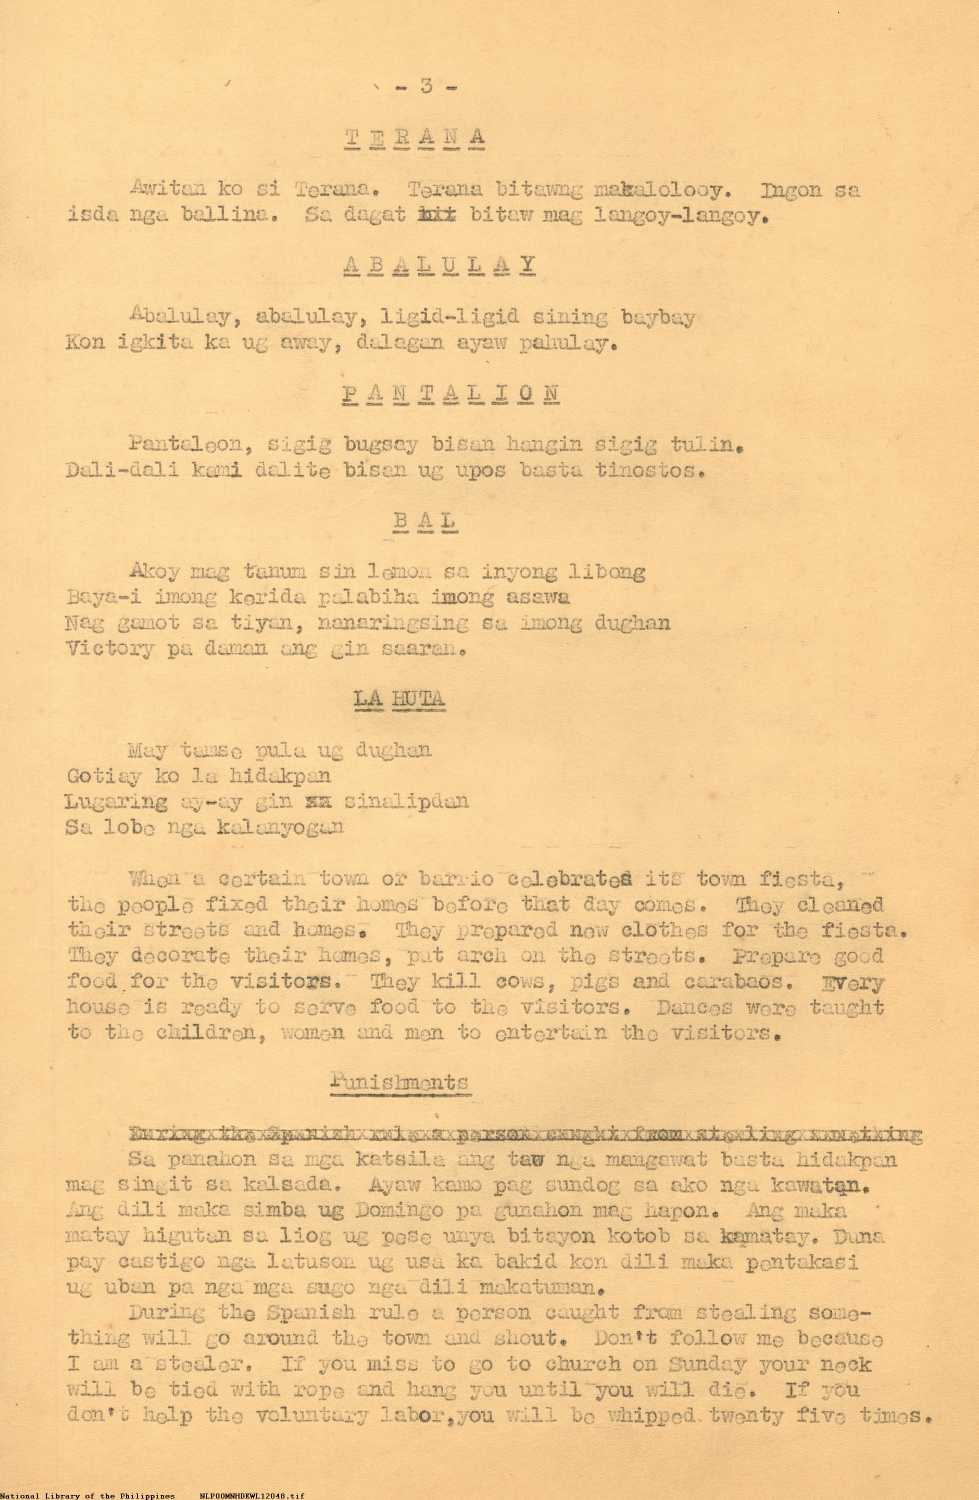 - 3 -
T E R A N A
Awitan ko si Terana. Terana bitawng makalolooy. Ingon sa
isda nga ballina. Sa dagat bitaw mag langoy-langoy.
A B A L U L A Y
Abalulay, abalulay, ligid-ligid sining baybay
Kon igkita ka ug away, dalagan ayaw pahulay.
P A N T A L I O N
Pantaleon, sigig bugsay bisan hangin sigig tulin.
Dali-dali kami dalite bisan ug upos basta tinostos.
B A L
Akoy mag tanum sin lemon sa inyong libong
Baya-i imong kerida palabiha imong asawa
Nag gamot sa tiyan, nanaringsing sa imong dughan
Victory pa daman ang gin saaran.
LA HUTA
May tamse pula ug dughan
Gotiay ko la hidakpan
Lugaring ay-ay gin xx sinalipdan
Sa lobe nga kalanyogan
When a certain town or barrio celebrates its town fiesta,
the people fixed their homes before that day comes. They cleaned
their streets and homes. They prepared new clothes for the fiesta.
They decorate their homes, put arch on the streets. Prepare good
food for the visitors. They kill cows, pigs and carabaos. Every
house is ready to serve food to the visitors. Dances were taught
to the children, women and men to entertain the visitors.
Punishments
During the Spanish rule a person caught from stealing something
Sa panahon sa mga katsila ang taw nga mangawat basta hidakpan
mag singit sa kalsada. Ayaw kamo pag sundog sa ako nga kawatan.
Ang dili maka simba ug Domingo pa gunahon mag hapon. Ang maka
matay higutan sa liog ug pese unya bitayon kotob sa kamatay. Duna
pay castigo nga latuson ug usa ka bakid kon dili maka pentakasi
ug uban pa nga mga sugo nga dili makatuman.
During the Spanish rule a person caught from stealing some-
thing will go around the town and shout. Don't follow me because
I am a stealer. If you miss to go to church on Sunday your neck
will be tied with rope and hang you until you will die. If you
don't help the voluntary labor,you will be whipped twenty five times.
National Library of the Philippines NLPOOMNHDKWL12048.tif